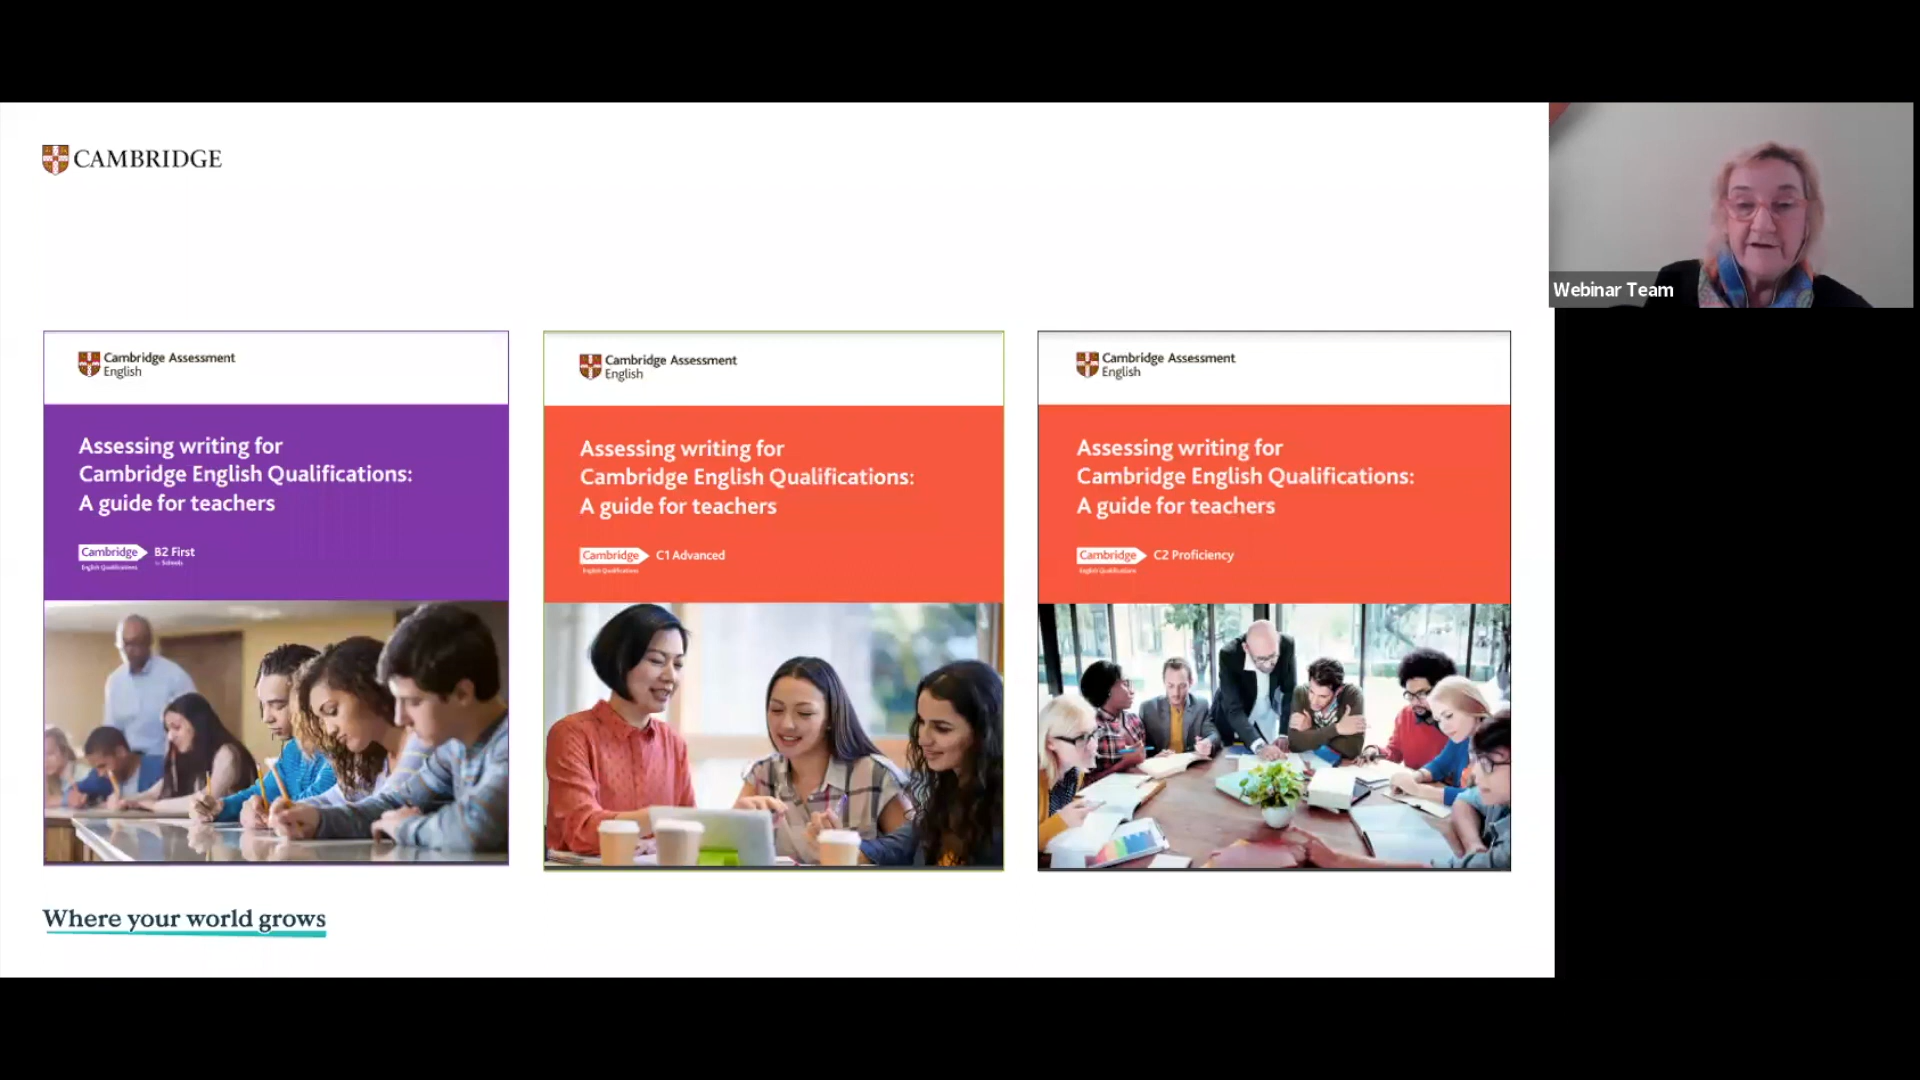 CAMBRIDGE
Webinar Team
Cambridge Assessment
English
Assessing writing for
Cambridge English Qualifications:
A guide for teachers
Cambridge
English Qualifications
B2 First
for Schools
Cambridge Assessment
English
Assessing writing for
Cambridge English Qualifications:
A guide for teachers
Cambridge
English Qualifications
C1 Advanced
Cambridge Assessment
English
Assessing writing for
Cambridge English Qualifications:
A guide for teachers
Cambridge
English Qualifications
C2 Proficiency
Where your world grows